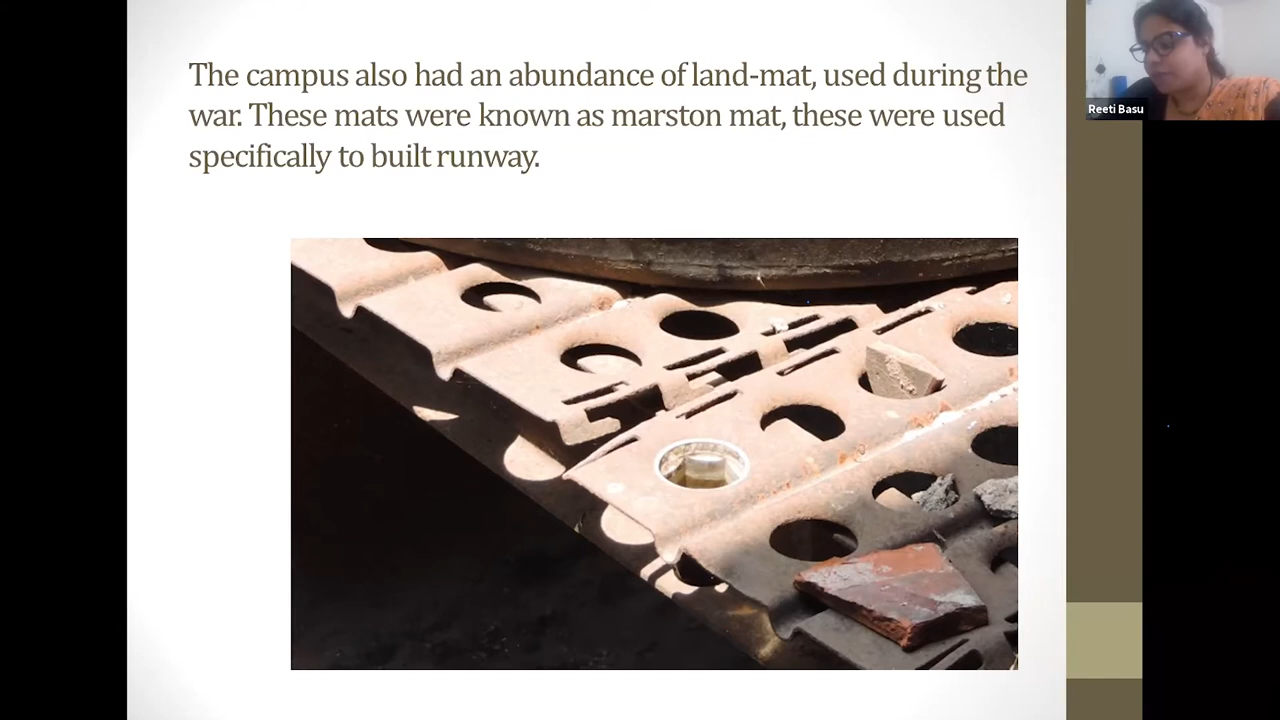 The campus also had an abundance of land-mat, used during the
war. These mats were known as marston mat, these were used
specifically to built runway.
Reeti Basu